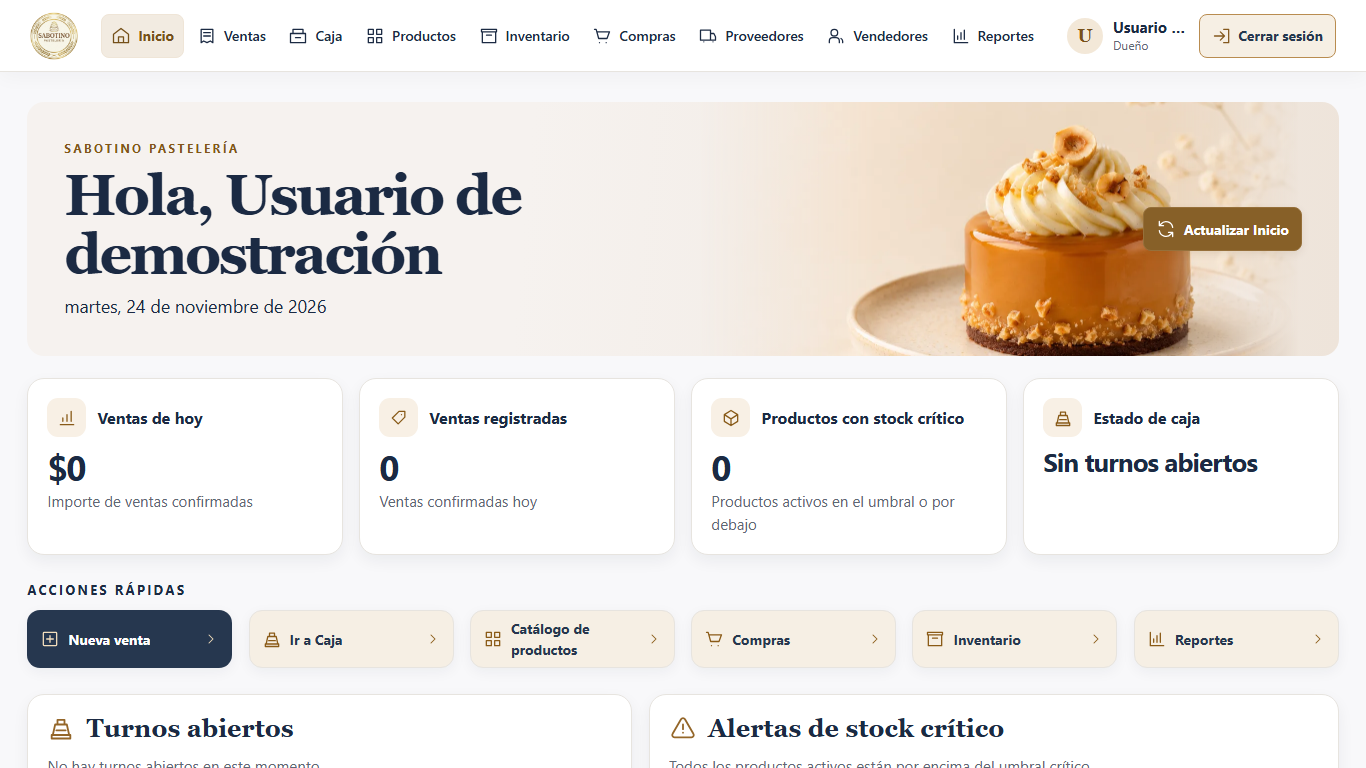 SABOTINO
PASTELERÍA
Inicio
Ventas
Caja
Productos
Inventario
Compras
Proveedores
Vendedores
Reportes
U
Usuario ...
Dueño
Cerrar sesión
SABOTINO PASTELERÍA
Hola, Usuario de
demostración
martes, 24 de noviembre de 2026
Actualizar Inicio
Ventas de hoy
$0
Importe de ventas confirmadas
Ventas registradas
0
Ventas confirmadas hoy
Productos con stock crítico
0
Productos activos en el umbral o por
debajo
Estado de caja
Sin turnos abiertos
ACCIONES RÁPIDAS
Nueva venta
Ir a Caja
Catálogo de
productos
Compras
Inventario
Reportes
Turnos abiertos
No hay turnos abiertos en este momento.
Alertas de stock crítico
Todos los productos activos están por encima del umbral crítico.